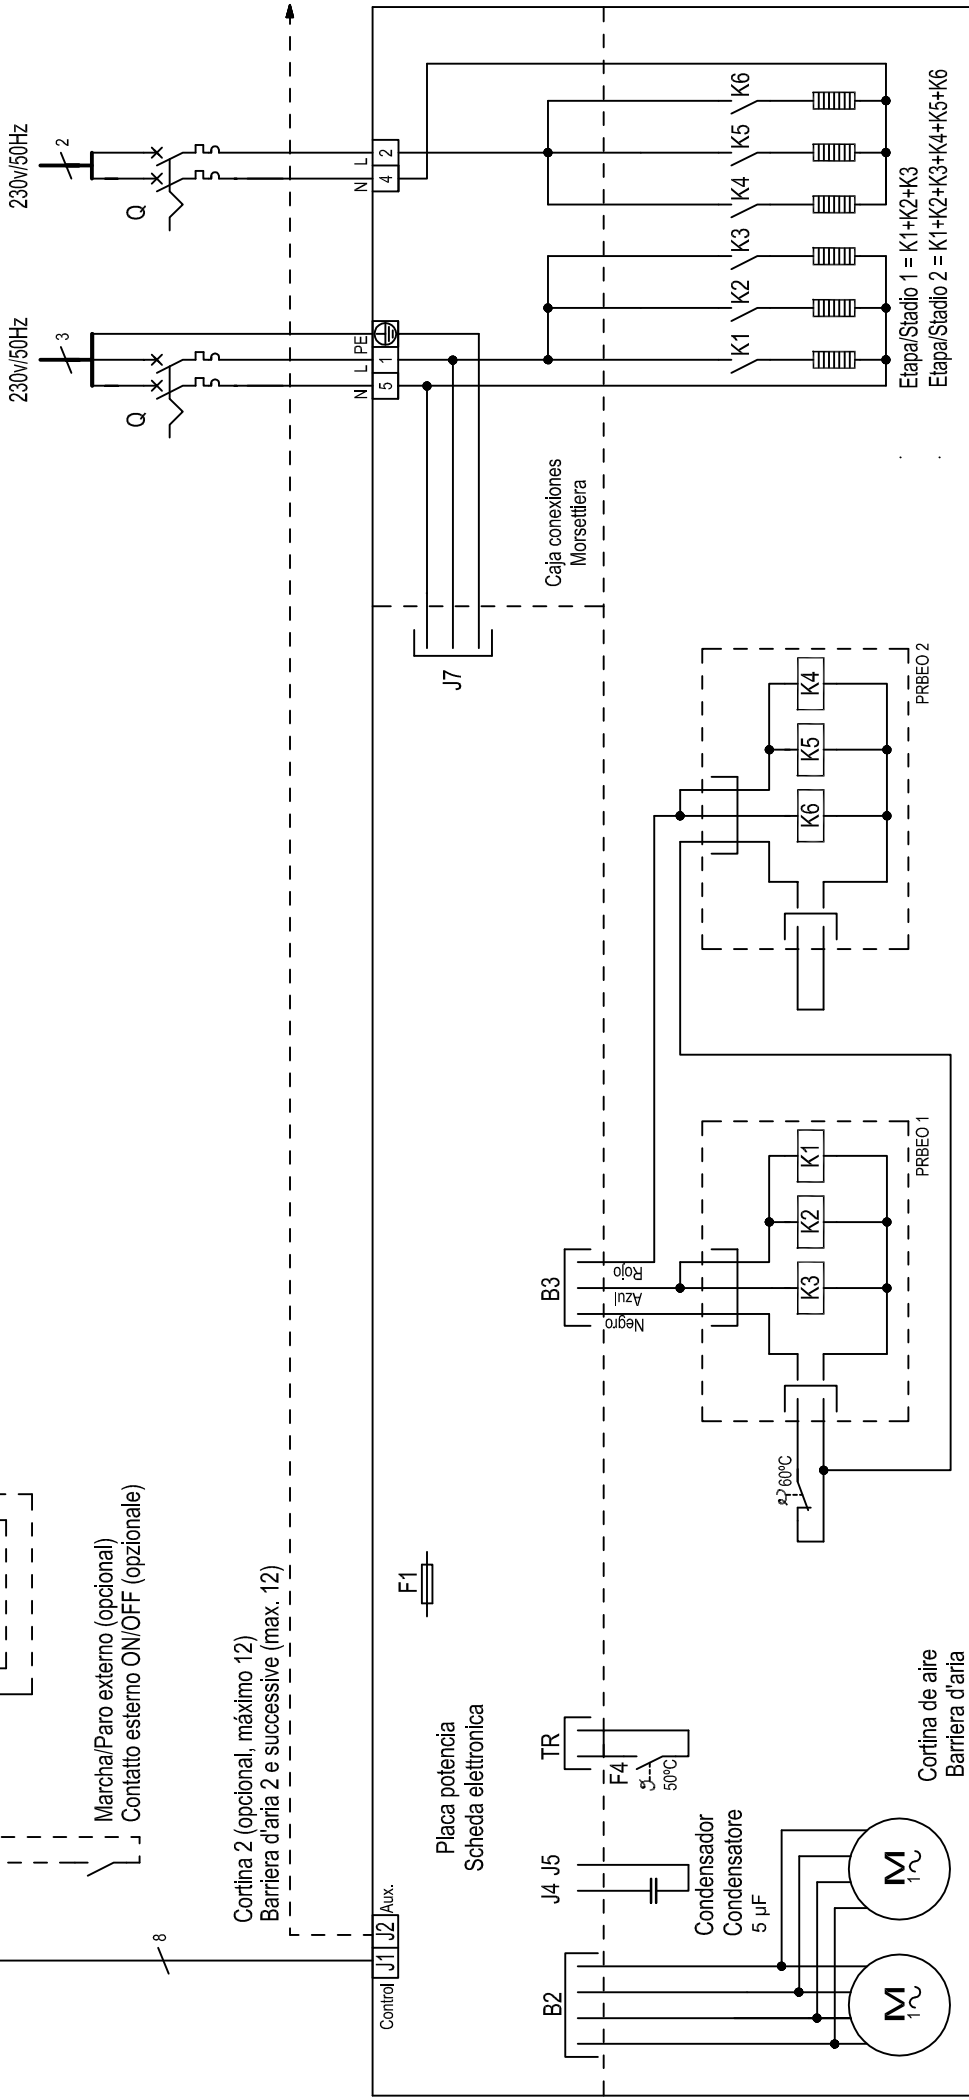 Marcha/Paro externo (opcional)
Contatto esterno ON/OFF (opzionale)
8
Cortina 2 (opcional, máximo 12)
Barriera d'aria 2 e successive (max. 12)
230v/50Hz
3
Q
230v/50Hz
2
Q
Control
J1
J2
Aux.
N
L
PE
5
1
N
L
4
2
F1
Placa potencia
Scheda elettronica
J7
Caja conexiones
Morsettiera
B2
J4
J5
TR
B3
F4
50ºC
Negro
Azul
Rojo
Condensador
Condensatore
5 µF
M
1
M
1
60ºC
K3
K2
K1
PRBEO 1
K6
K5
K4
PRBEO 2
K1
K2
K3
K4
K5
K6
Etapa/Stadio 1 = K1+K2+K3
Etapa/Stadio 2 = K1+K2+K3+K4+K5+K6
Cortina de aire
Barriera d'aria